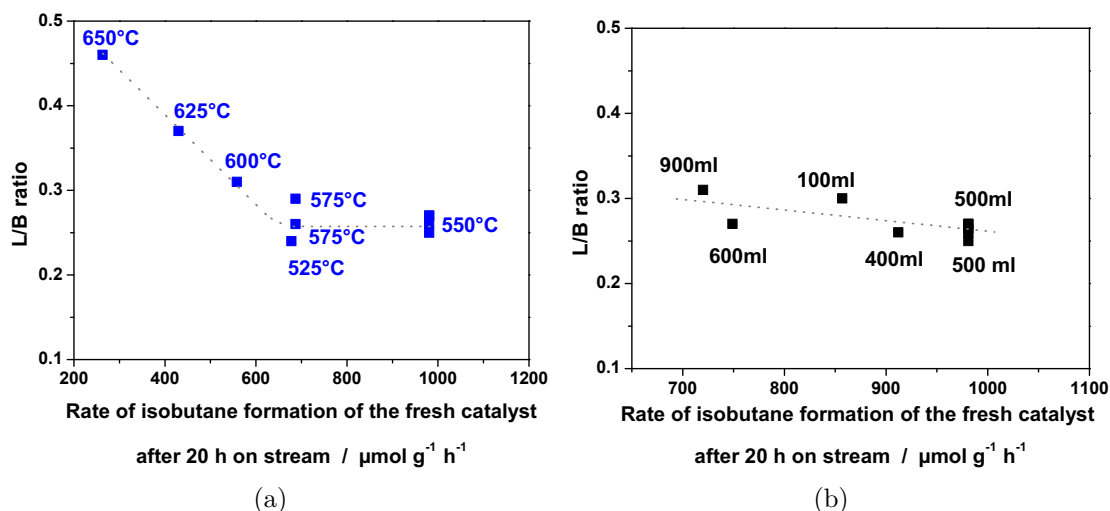 0.5
0.4
0.3
0.2
0.1
L/B ratio
650°C
625°C
600°C
575°C
575°C
525°C
550°C
200 400 600 800 1000 1200
Rate of isobutane formation of the fresh catalyst
after 20 h on stream / µmol g⁻¹ h⁻¹
(a)
0.5
0.4
0.3
0.2
0.1
L/B ratio
900ml
600ml
100ml
400ml
500ml
500 ml
700 800 900 1000 1100
Rate of isobutane formation of the fresh catalyst
after 20 h on stream / µmol g⁻¹ h⁻¹
(b)